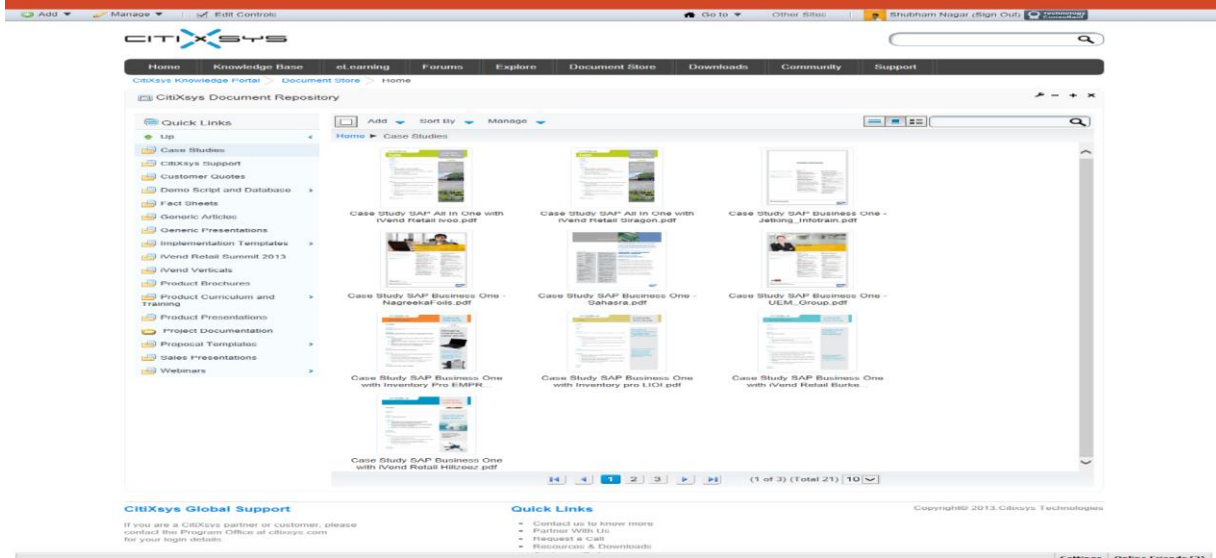 Add Manage Edit Controls Go to Other Sites Shubham Nagar (Sign Out)
CITIXSYS
Home Knowledge Base eLearning Forums Explore Document Store Downloads Community Support
CitiXsys Knowledge Portal Document Store Home
CitiXsys Document Repository
Quick Links
Add Sort By Manage
Up
Home ► Case Studies
Case Studies
CitiXsys Support
Customer Quotes
Demo Script and Database
Fact Sheets
Generic Articles
Generic Presentations
Implementation Templates
iVend Retail Summit 2013
iVend Verticals
Product Brochures
Product Curriculum and
Training
Product Presentations
Project Documentation
Proposal Templates
Sales Presentations
Webinars
Case Study SAP All In One with
iVend Retail Ivoo.pdf
Case Study SAP All In One with
iVend Retail Siragon.pdf
Case Study SAP Business One -
Jetking_Infotrain.pdf
Case Study SAP Business One -
NagreekaFoils.pdf
Case Study SAP Business One -
Sahasra.pdf
Case Study SAP Business One -
UEM_Group.pdf
Case Study SAP Business One
with Inventory Pro EMPR...
Case Study SAP Business One
with Inventory pro LIOI.pdf
Case Study SAP Business One
with iVend Retail Burke...
Case Study SAP Business One
with iVend Retail Hillzeez.pdf
1 2 3 (1 of 3) (Total 21) 10
CitiXsys Global Support
If you are a CitiXsys partner or customer, please
contact the Program Office at citixsys.com
for your login details.
Quick Links
- Contact us to know more
- Partner With Us
- Request a Call
- Resources & Downloads
Copyright© 2013 Citixsys Technologies
Settings Online Friends (2)